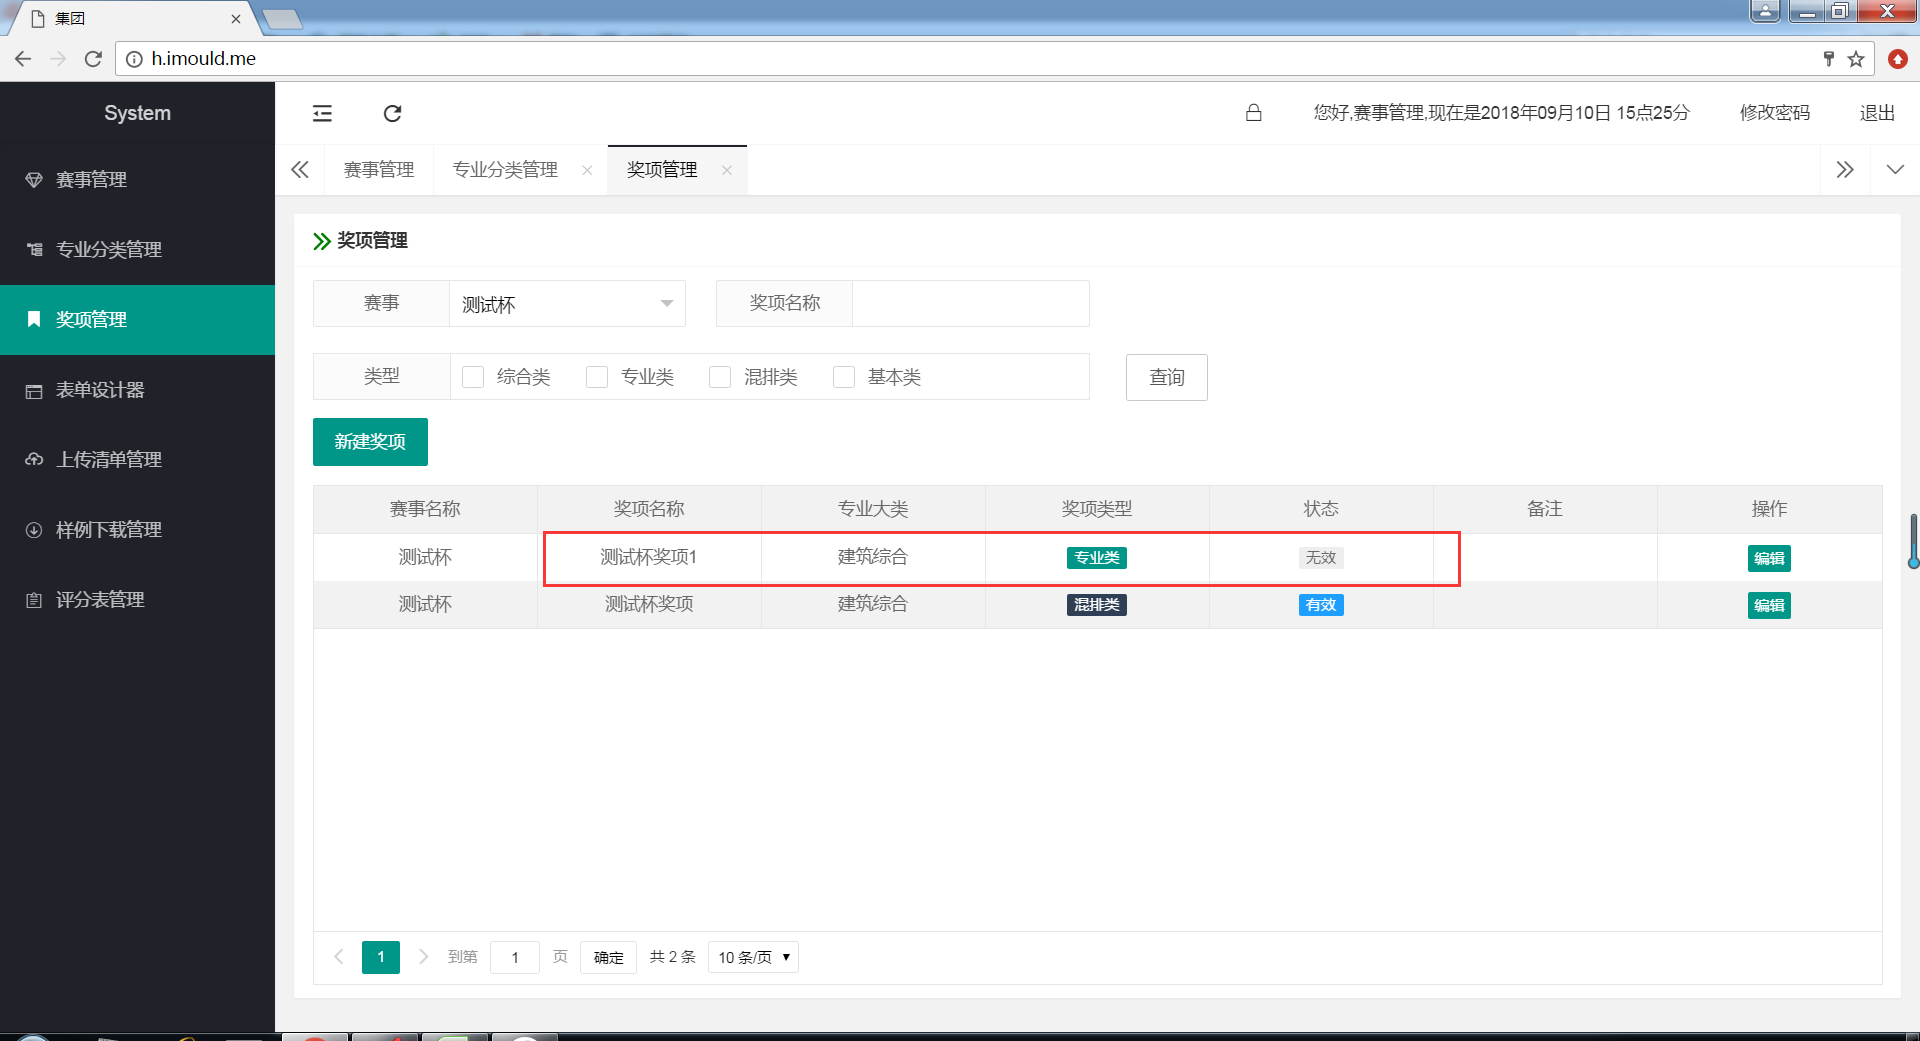 集团
h.imould.me
System
您好,赛事管理,现在是2018年09月10日 15点25分 修改密码 退出
赛事管理 专业分类管理 奖项管理
赛事管理
专业分类管理
奖项管理
表单设计器
上传清单管理
样例下载管理
评分表管理
奖项管理
赛事 测试杯 奖项名称
类型 综合类 专业类 混排类 基本类 查询
新建奖项
赛事名称 奖项名称 专业大类 奖项类型 状态 备注 操作
测试杯 测试杯奖项1 建筑综合 专业类 无效 编辑
测试杯 测试杯奖项 建筑综合 混排类 有效 编辑
1 到第 1 页 确定 共 2 条 10 条/页